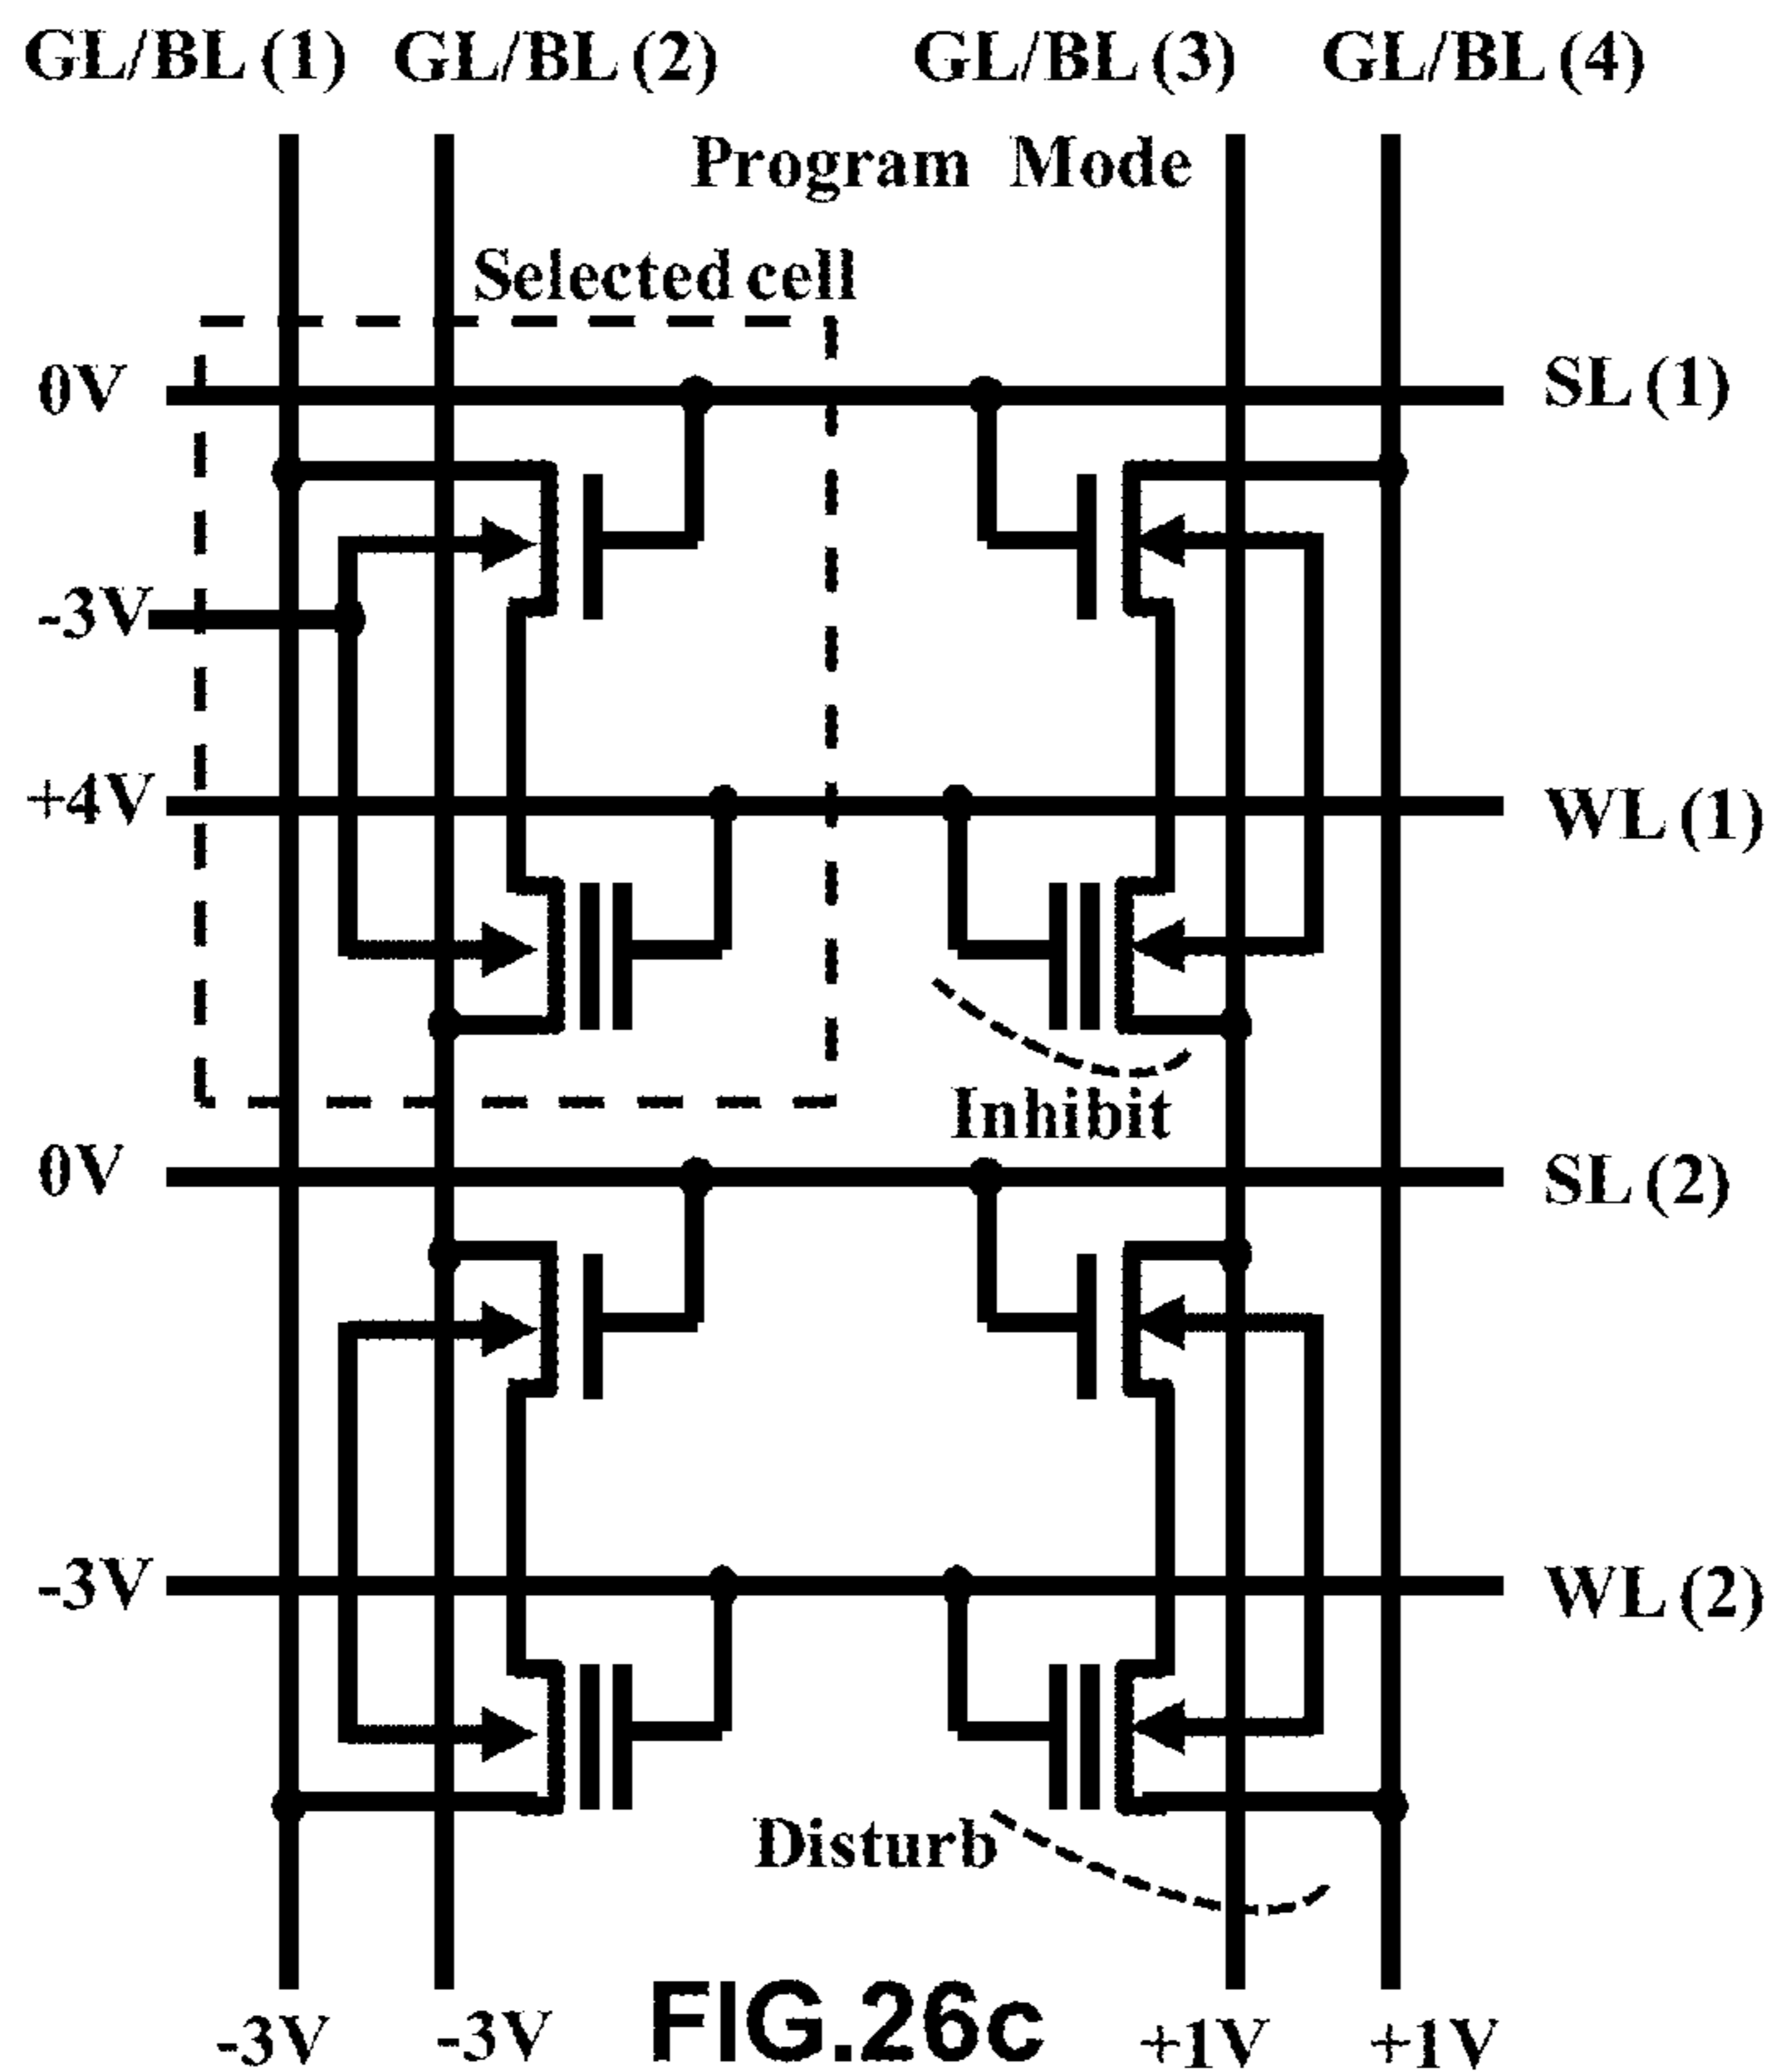 GL/BL (1) GL/BL (2) GL/BL (3) GL/BL (4)
Program Mode
Selected cell
0V SL (1)
-3V
+4V WL (1)
Inhibit
0V SL (2)
-3V WL (2)
Disturb
-3V -3V +1V +1V
FIG.26c